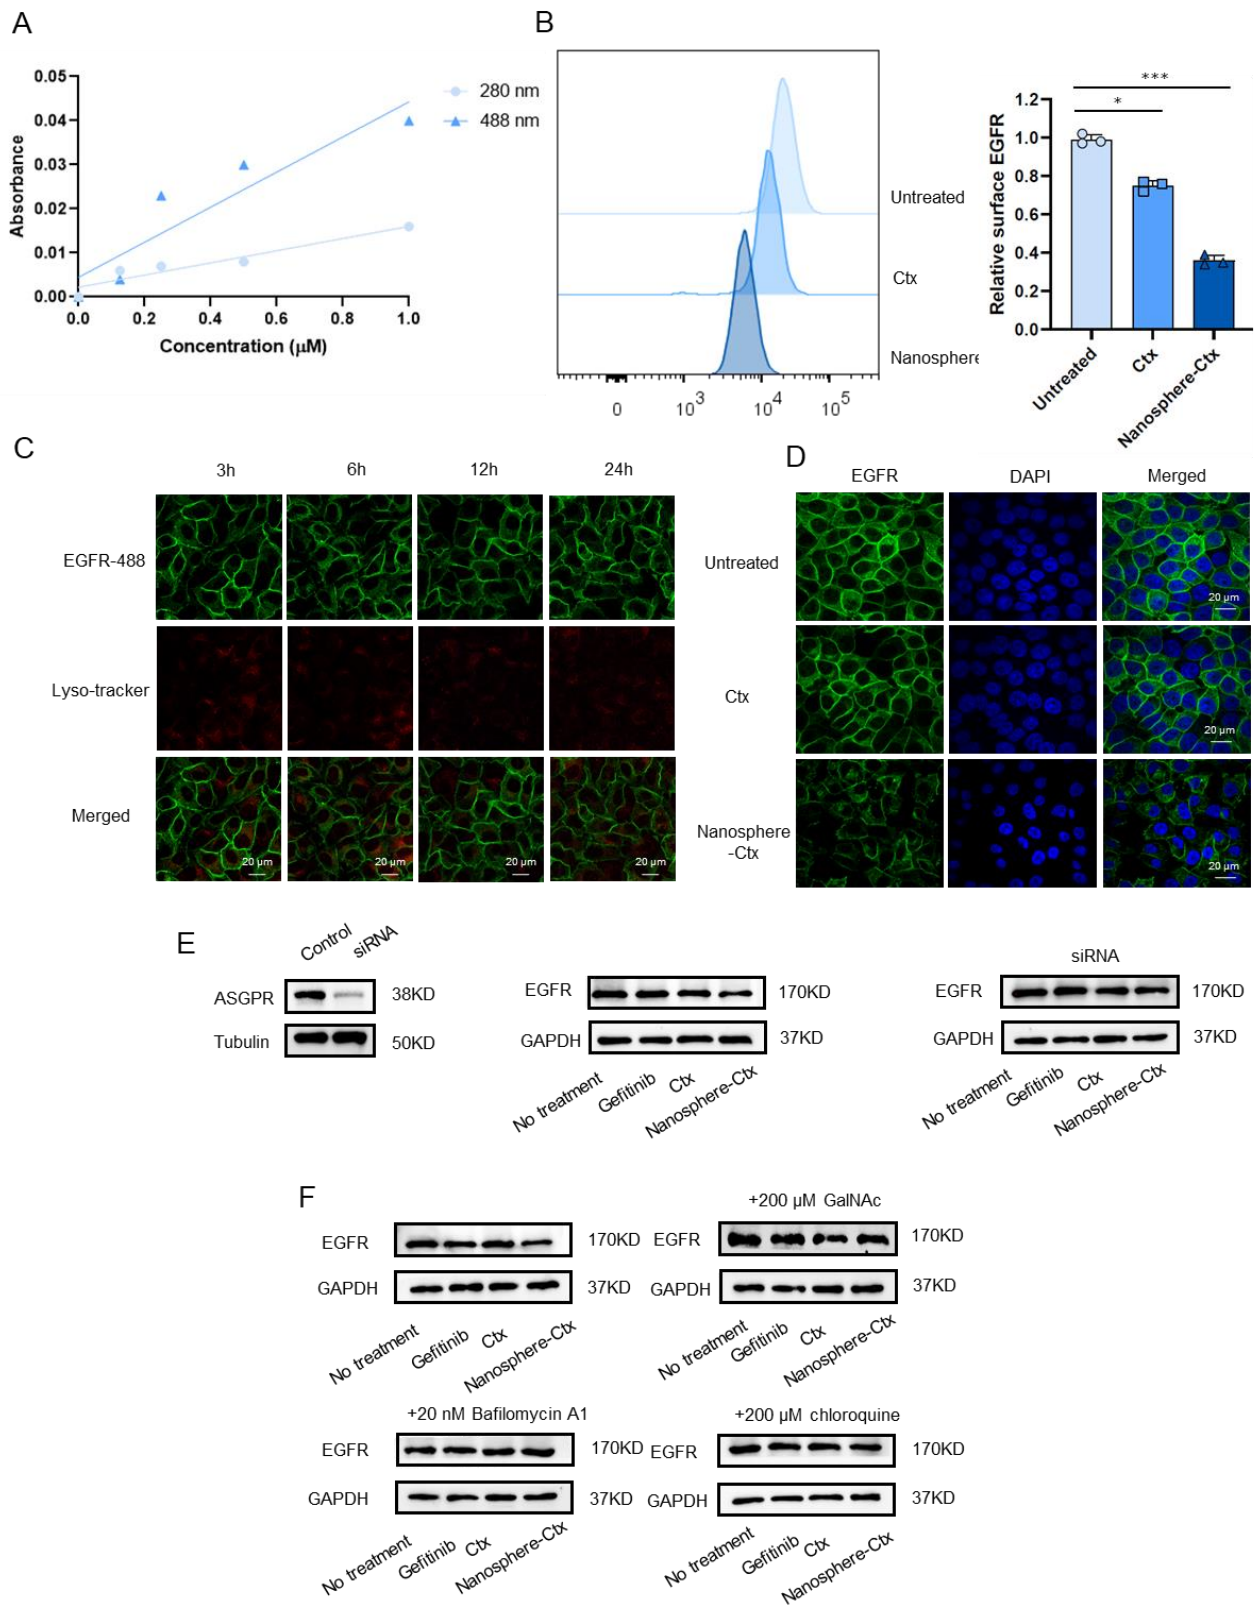 A
0.05
0.04
0.03
0.02
0.01
0.00
Absorbance
0.0 0.2 0.4 0.6 0.8 1.0
Concentration (μM)
280 nm
488 nm
B
Untreated
Ctx
Nanosphere
0 10³ 10⁴ 10⁵
***
*
1.2
1.0
0.8
0.6
0.4
0.2
0.0
Relative surface EGFR
Untreated
Ctx
Nanosphere-Ctx
C
3h 6h 12h 24h
EGFR-488
Lyso-tracker
Merged
20 μm 20 μm 20 μm 20 μm
D
EGFR DAPI Merged
Untreated
20 μm
Ctx
20 μm
Nanosphere
-Ctx
20 μm
E
Control siRNA
ASGPR 38KD
Tubulin 50KD
EGFR 170KD
GAPDH 37KD
No treatment Gefitinib Ctx Nanosphere-Ctx
siRNA
EGFR 170KD
GAPDH 37KD
No treatment Gefitinib Ctx Nanosphere-Ctx
F
EGFR 170KD
GAPDH 37KD
No treatment Gefitinib Ctx Nanosphere-Ctx
+200 μM GalNAc
EGFR 170KD
GAPDH 37KD
No treatment Gefitinib Ctx Nanosphere-Ctx
+20 nM Bafilomycin A1
EGFR 170KD
GAPDH 37KD
No treatment Gefitinib Ctx Nanosphere-Ctx
+200 μM chloroquine
EGFR 170KD
GAPDH 37KD
No treatment Gefitinib Ctx Nanosphere-Ctx